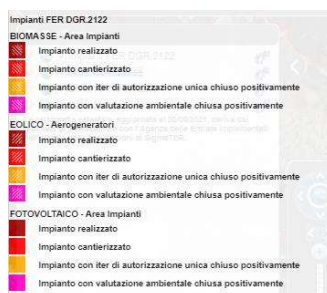 Impianti FER DGR.2122
BIOMASSE - Area Impianti
Impianto realizzato
Impianto cantierizzato
Impianto con iter di autorizzazione unica chiuso positivamente
Impianto con valutazione ambientale chiusa positivamente
EOLICO - Aerogeneratori
Impianto realizzato
Impianto cantierizzato
Impianto con iter di autorizzazione unica chiuso positivamente
Impianto con valutazione ambientale chiusa positivamente
FOTOVOLTAICO - Area Impianti
Impianto realizzato
Impianto cantierizzato
Impianto con iter di autorizzazione unica chiuso positivamente
Impianto con valutazione ambientale chiusa positivamente